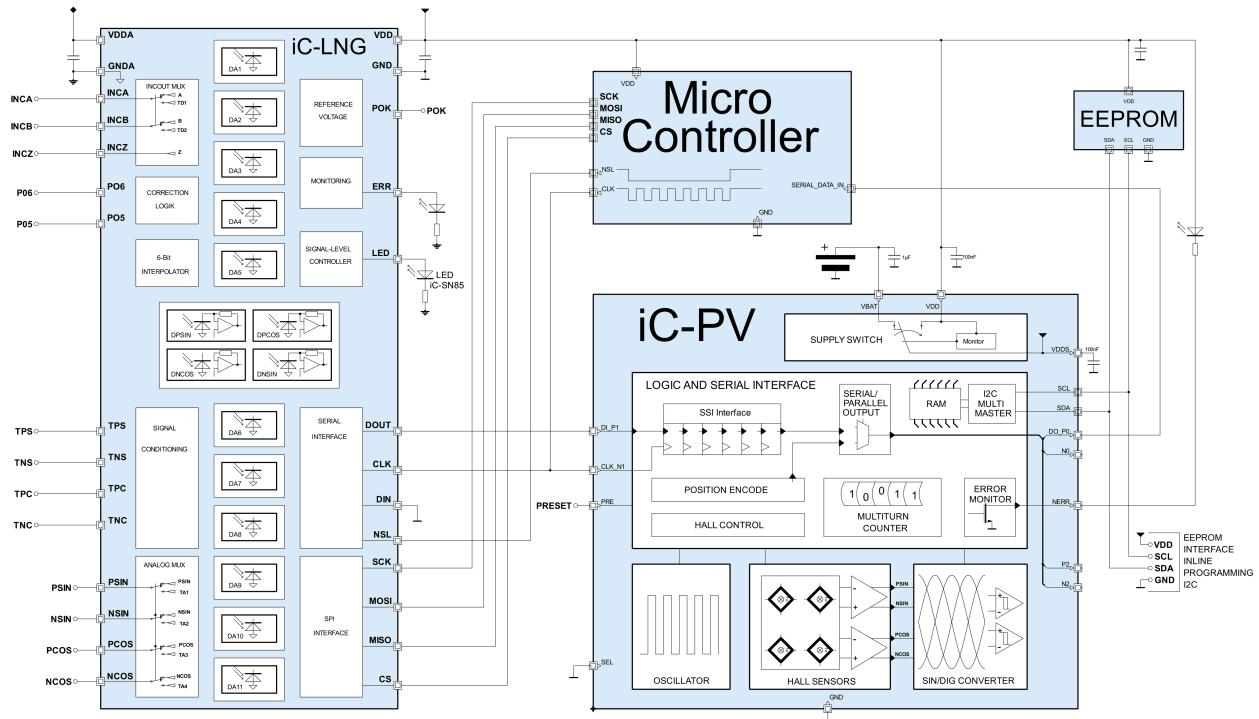 iC-LNG
VDDA
GNDA
INCA
INCB
INCZ
P06
P05
INCA
INCB
INCZ
PO6
PO5
INCOUT MUX
A
TD1
B
TD2
Z
CORRECTION
LOGIK
6-Bit
INTERPOLATOR
DA1
DA2
DA3
DA4
DA5
REFERENCE
VOLTAGE
MONITORING
SIGNAL-LEVEL
CONTROLLER
VDD
GND
POK
POK
ERR
LED
LED
iC-SN85
DPSIN
DPCOS
DNCOS
DNSIN
TPS
TNS
TPC
TNC
TPS
TNS
TPC
TNC
SIGNAL
CONDITIONING
DA6
DA7
DA8
SERIAL
INTERFACE
DOUT
CLK
DIN
NSL
PSIN
NSIN
PCOS
NCOS
PSIN
NSIN
PCOS
NCOS
ANALOG MUX
PSIN
TA1
NSIN
TA2
PCOS
TA3
NCOS
TA4
DA9
DA10
DA11
SPI
INTERFACE
SCK
MOSI
MISO
CS
Micro
Controller
VDD
SCK
MOSI
MISO
CS
NSL
CLK
SERIAL_DATA_IN
GND
EEPROM
VDD
SDA
SCL
GND
+
1µF
100nF
iC-PV
VBAT
VDD
SUPPLY SWITCH
Monitor
VDDS
100nF
LOGIC AND SERIAL INTERFACE
SSI Interface
SERIAL/
PARALLEL
OUTPUT
RAM
I2C
MULTI
MASTER
SCL
SDA
DO_P0
N0
DI_P1
CLK_N1
PRESET
PRE
POSITION ENCODE
HALL CONTROL
1 0 0 1 1
MULTITURN
COUNTER
ERROR
MONITOR
NERR
P2
N2
SEL
OSCILLATOR
HALL SENSORS
PSIN
NSIN
PCOS
NCOS
SIN/DIG CONVERTER
GND
VDD
SCL
SDA
GND
EEPROM
INTERFACE
INLINE
PROGRAMMING
I2C